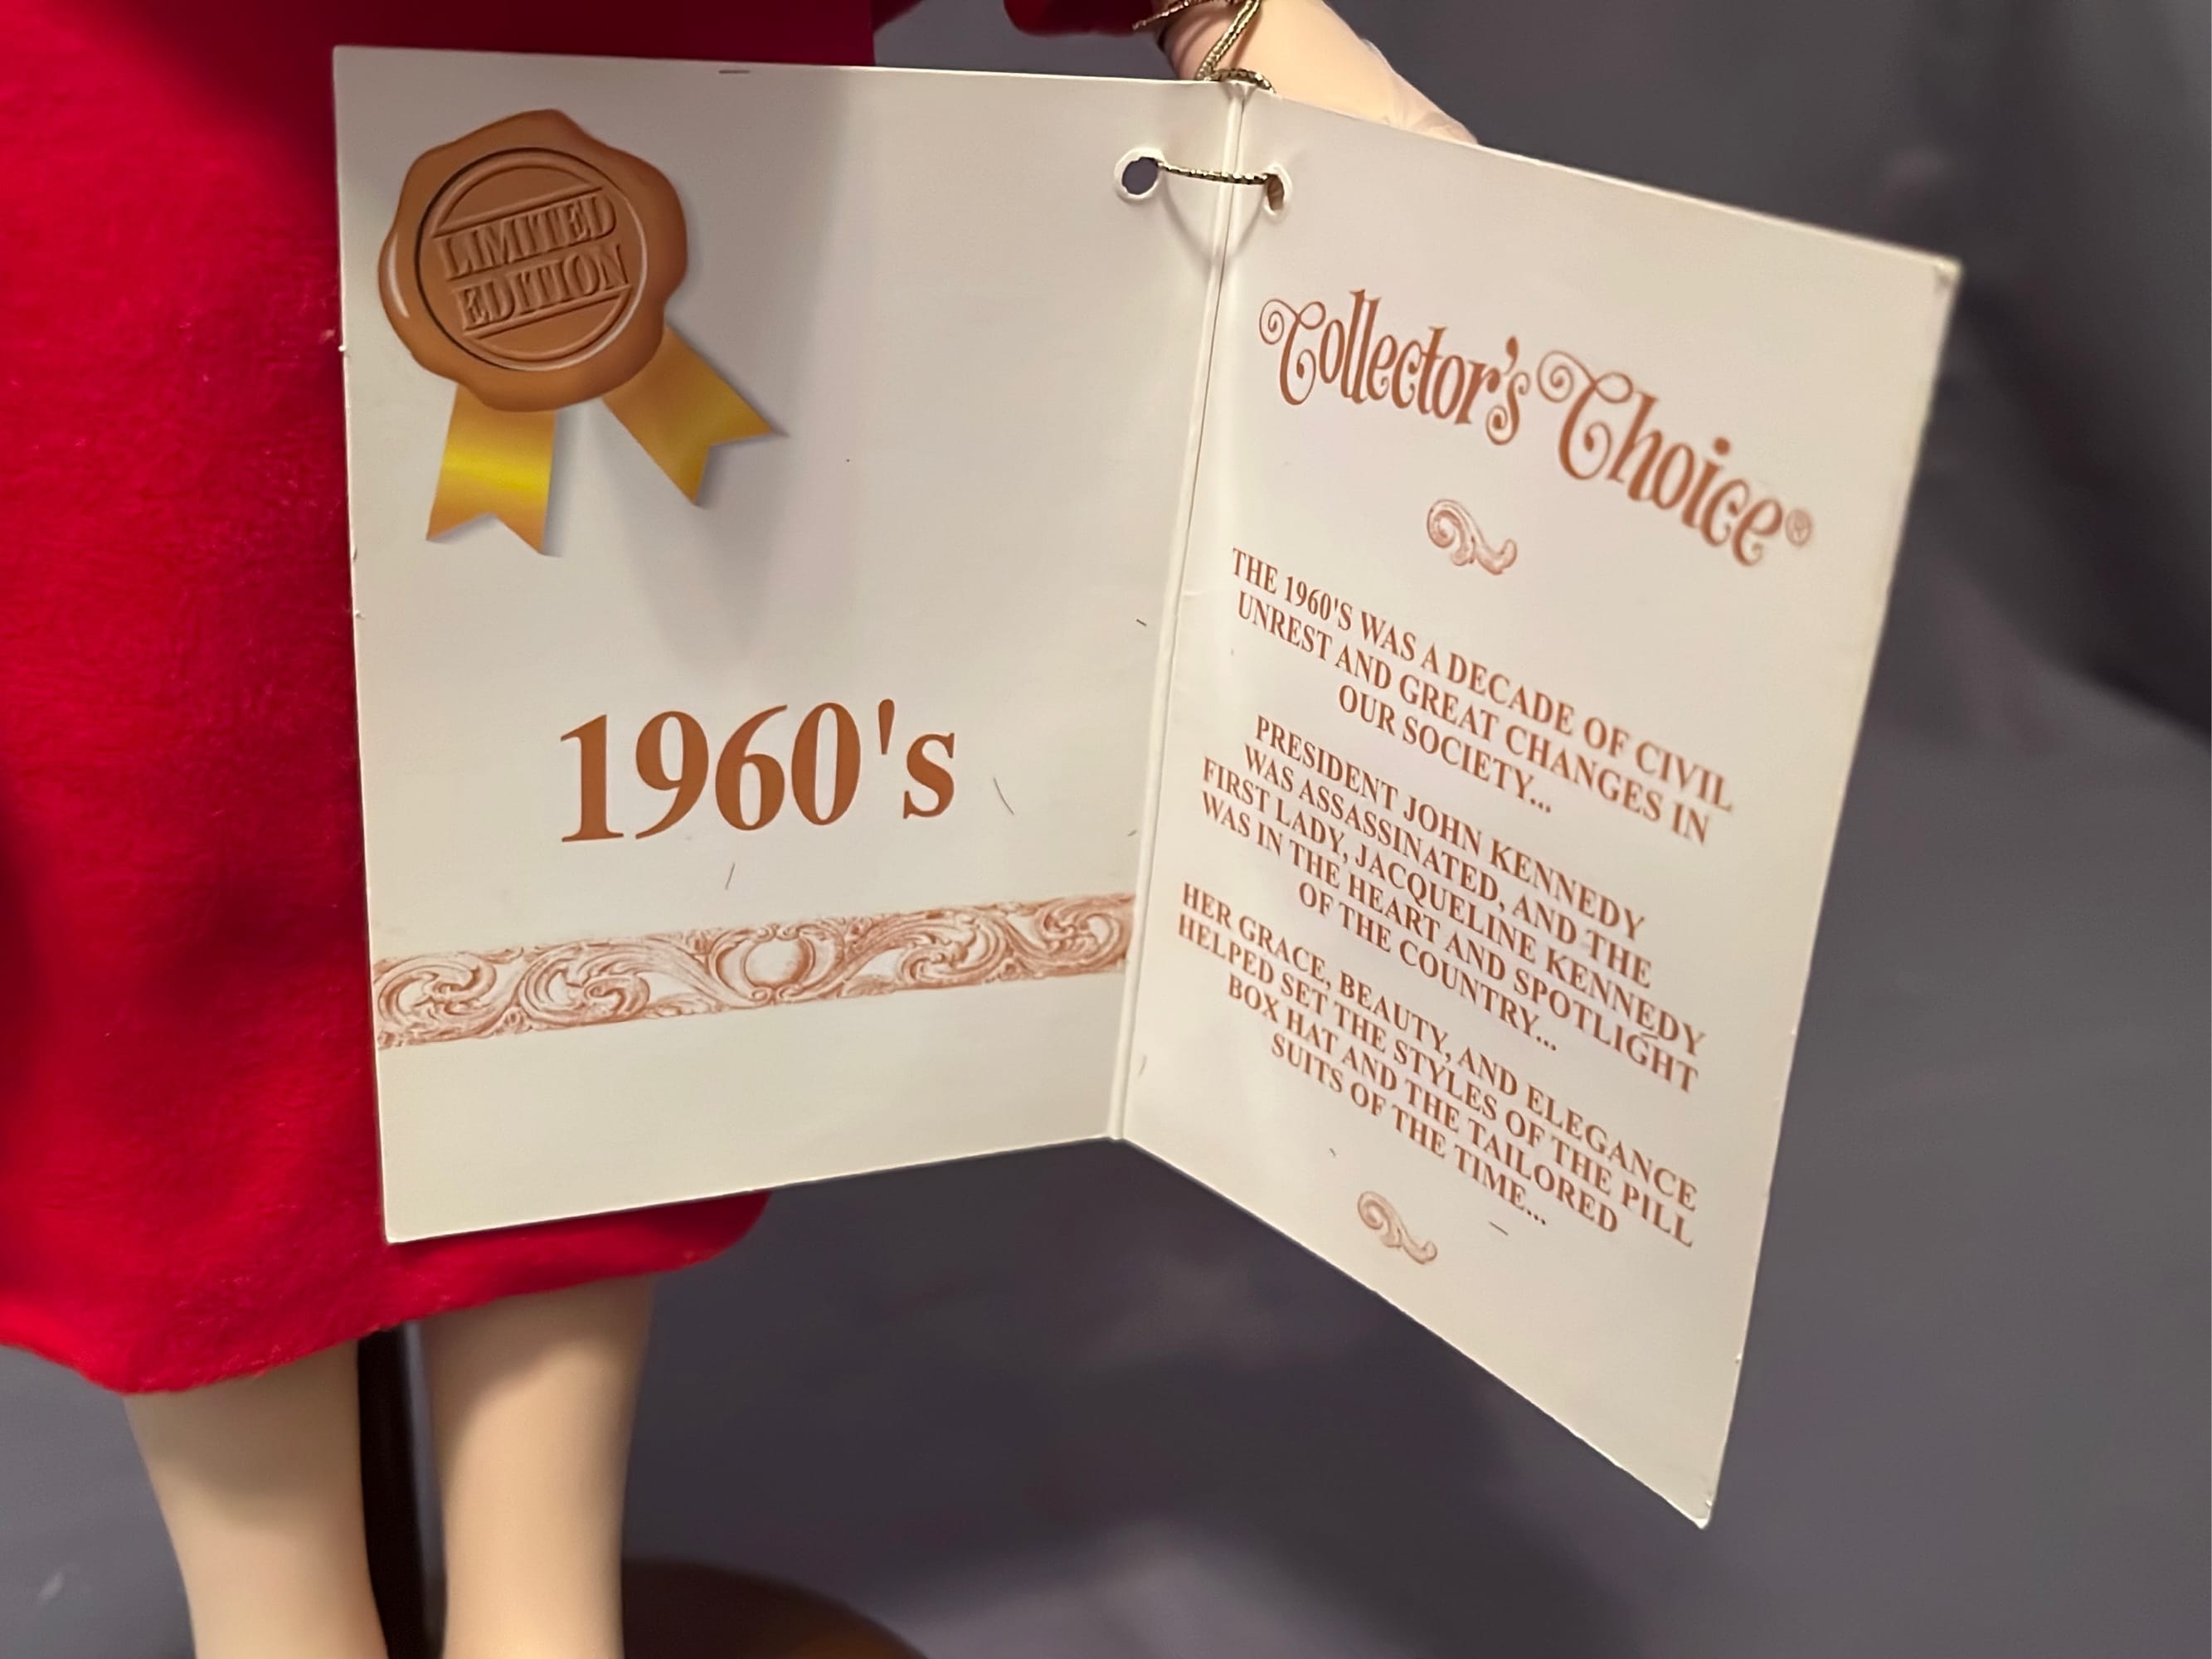 LIMITED
EDITION
1960's
Collector's Choice®
THE 1960'S WAS A DECADE OF CIVIL
UNREST AND GREAT CHANGES IN
OUR SOCIETY...
PRESIDENT JOHN KENNEDY
WAS ASSASSINATED, AND THE
FIRST LADY, JACQUELINE KENNEDY
WAS IN THE HEART AND SPOTLIGHT
OF THE COUNTRY...
HER GRACE, BEAUTY, AND ELEGANCE
HELPED SET THE STYLES OF THE PILL
BOX HAT AND THE TAILORED
SUITS OF THE TIME...